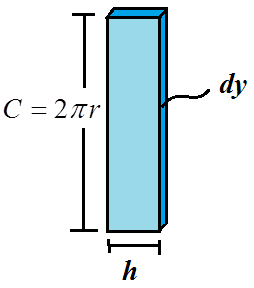 dy
C = 2πr
h